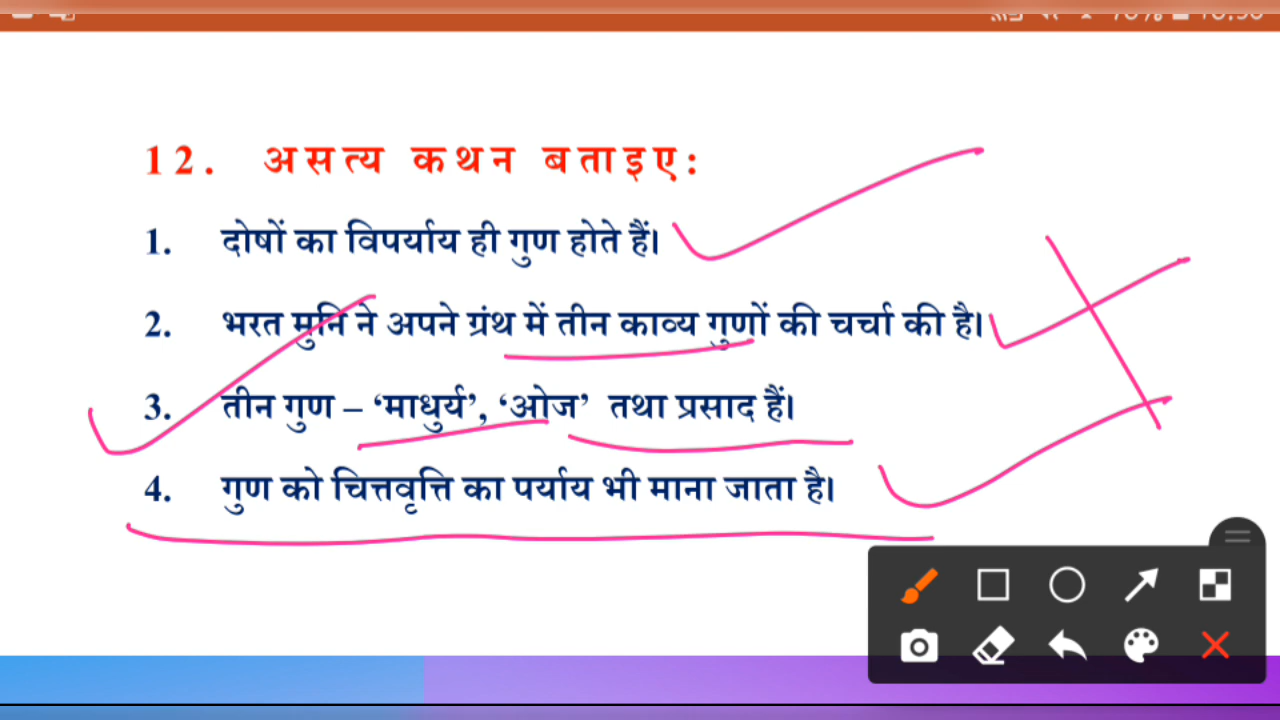 12. असत्य कथन बताइए:
1. दोषों का विपर्याय ही गुण होते हैं।
2. भरत मुनि ने अपने ग्रंथ में तीन काव्य गुणों की चर्चा की है।
3. तीन गुण – ‘माधुर्य’, ‘ओज’ तथा प्रसाद हैं।
4. गुण को चित्तवृत्ति का पर्याय भी माना जाता है।